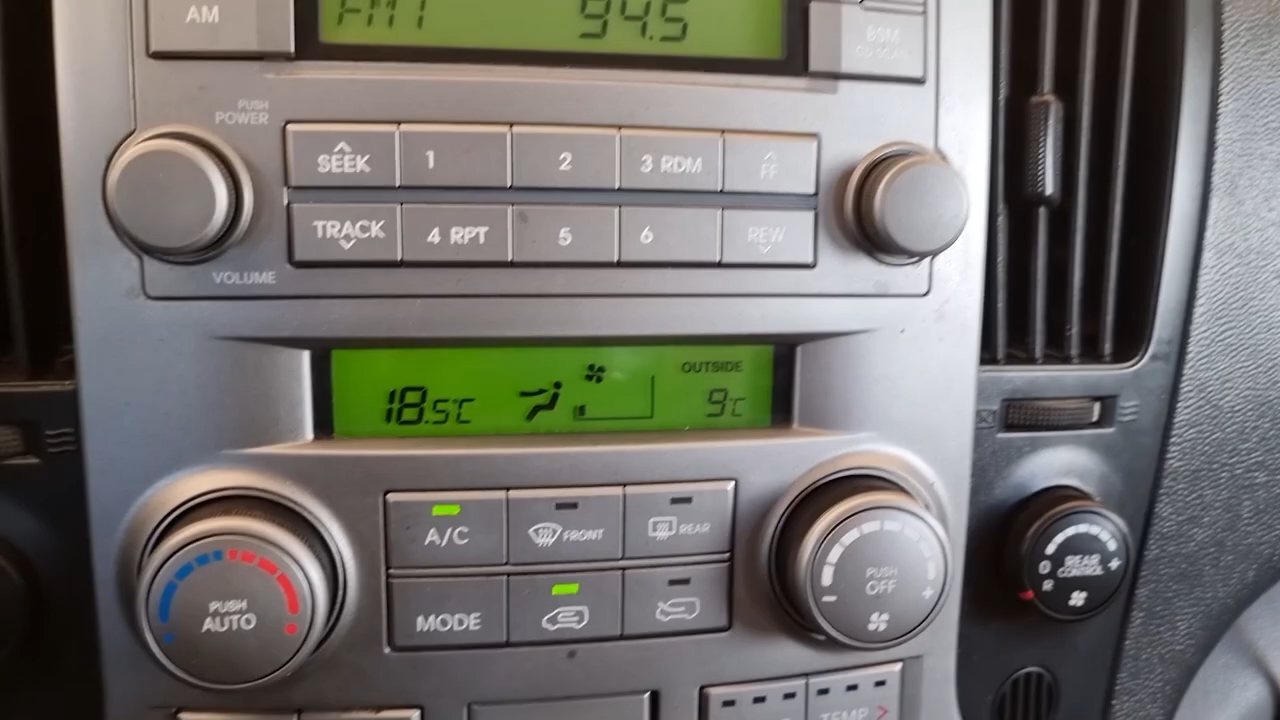 AM
FM1 94.5
BSM
PUSH
POWER
SEEK 1 2 3 RDM FF
TRACK 4 RPT 5 6 REW
VOLUME
OUTSIDE
18.5°C 9°C
A/C FRONT REAR
PUSH
AUTO
MODE
PUSH
OFF
- +
REAR
CONTROL
O +
R
TEMP >